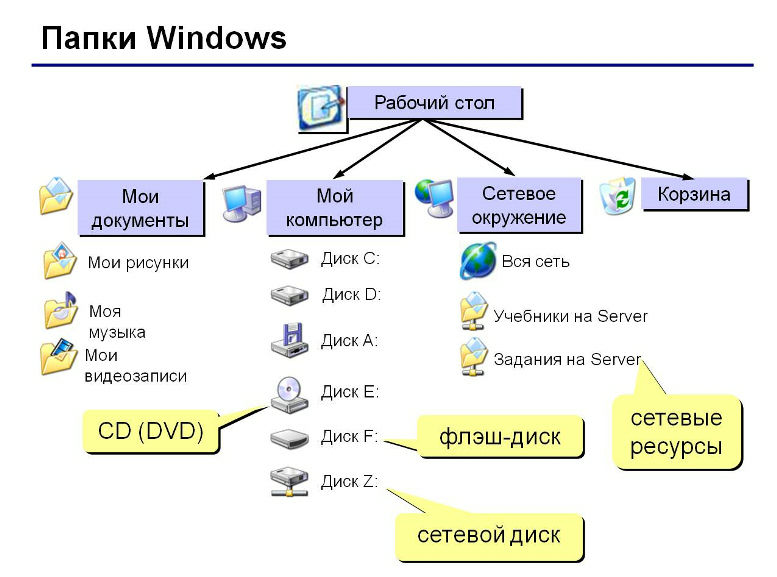 Папки Windows
Рабочий стол
Мои
документы
Мой
компьютер
Сетевое
окружение
Корзина
Мои рисунки
Моя
музыка
Мои
видеозаписи
Диск C:
Диск D:
Диск A:
Диск E:
Диск F:
Диск Z:
Вся сеть
Учебники на Server
Задания на Server
CD (DVD)
флэш-диск
сетевой диск
сетевые
ресурсы